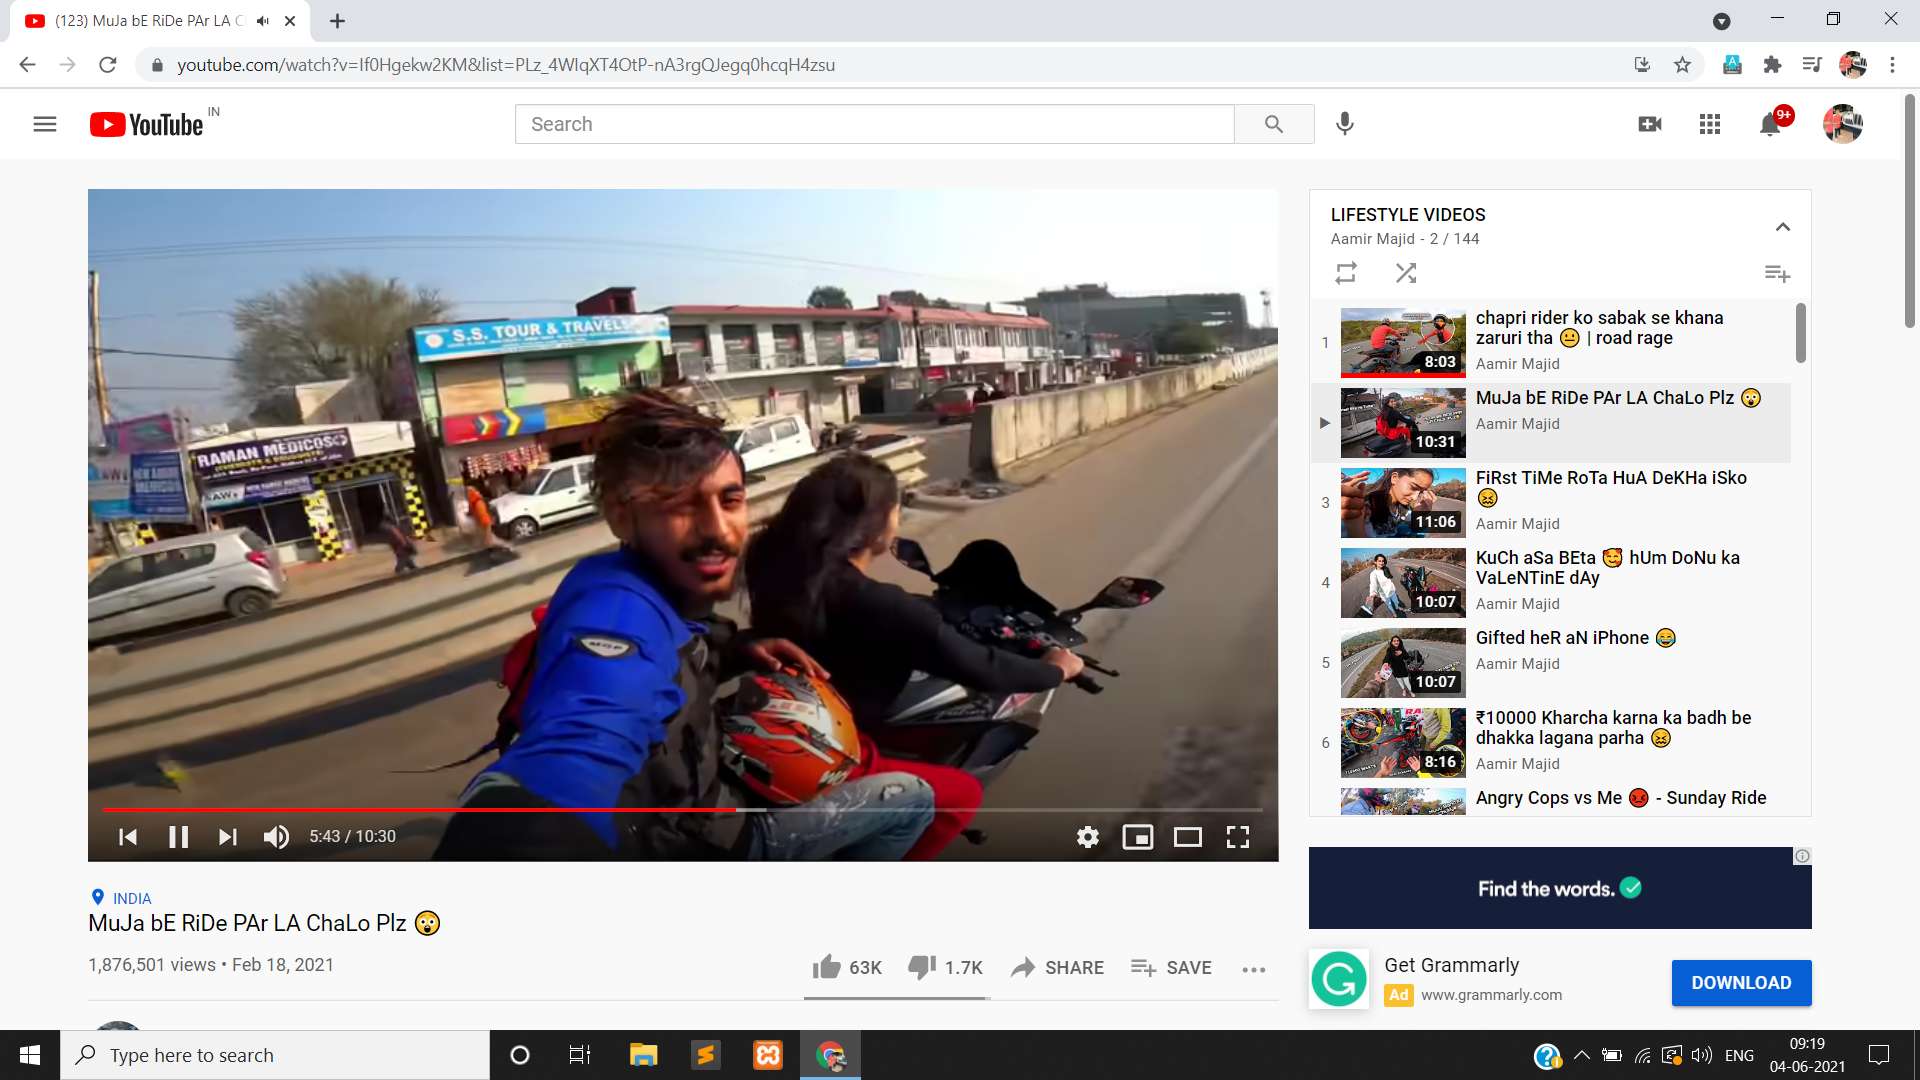 (123) MuJa bE RiDe PAr LA C
youtube.com/watch?v=If0Hgekw2KM&list=PLz_4WIqXT4OtP-nA3rgQJegq0hcqH4zsu
YouTube IN
Search
9+
S.S. TOUR & TRAVELS
RAMAN MEDICOS
MOP
5:43 / 10:30
INDIA
MuJa bE RiDe PAr LA ChaLo Plz 😲
1,876,501 views • Feb 18, 2021
63K
1.7K
SHARE
SAVE
LIFESTYLE VIDEOS
Aamir Majid - 2 / 144
1
8:03
chapri rider ko sabak se khana
zaruri tha 😐 | road rage
Aamir Majid
10:31
MuJa bE RiDe PAr LA ChaLo Plz 😲
Aamir Majid
3
11:06
FiRst TiMe RoTa HuA DeKHa iSko
😖
Aamir Majid
4
10:07
KuCh aSa BEta 🥰 hUm DoNu ka
VaLeNTinE dAy
Aamir Majid
5
10:07
Gifted heR aN iPhone 😂
Aamir Majid
6
8:16
₹10000 Kharcha karna ka badh be
dhakka lagana parha 😖
Aamir Majid
Angry Cops vs Me 😡 - Sunday Ride
Find the words.
Get Grammarly
Ad www.grammarly.com
DOWNLOAD
Type here to search
ENG
09:19
04-06-2021